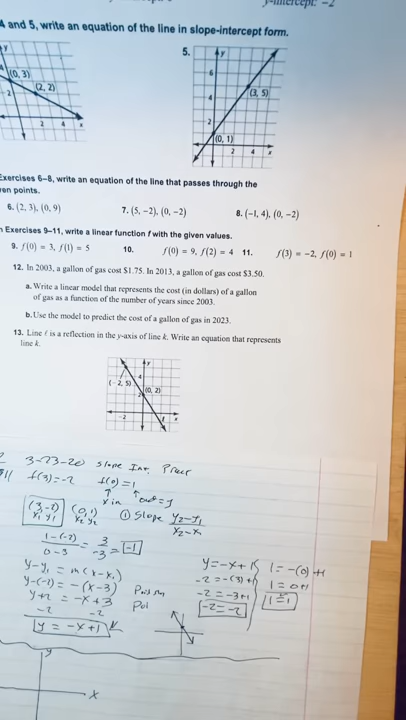 y-intercept: -2
4 and 5, write an equation of the line in slope-intercept form.
5.
y
(0, 3)
(2, 2)
2
2 4 x
y
6
4
2
(3, 5)
(0, 1)
2 4 x
Exercises 6–8, write an equation of the line that passes through the
ven points.
6. (2, 3), (0, 9)
7. (5, −2), (0, −2)
8. (−1, 4), (0, −2)
n Exercises 9–11, write a linear function f with the given values.
9. f(0) = 3, f(1) = 5
10. f(0) = 9, f(2) = 4
11. f(3) = −2, f(0) = 1
12. In 2003, a gallon of gas cost $1.75. In 2013, a gallon of gas cost $3.50.
a. Write a linear model that represents the cost (in dollars) of a gallon
of gas as a function of the number of years since 2003.
b. Use the model to predict the cost of a gallon of gas in 2023.
13. Line ℓ is a reflection in the y-axis of line k. Write an equation that represents
line k.
y
4
(−2, 5)
(0, 2)
−2
x
3-23-20 Slope Int.
#11 f(3)=-2 f(0)=1
x in out=y
(3,-2) (0,1) ① Slope y₂-y₁
x₁ y₁ x₂ y₂ x₂-x₁
1-(-2) = 3 = -1
0-3 -3
y-y₁ = m(x-x₁)
y-(-2) = -(x-3)
y+2 = -x+3
-2 -2
y = -x+1
y=-x+1
-2=-(3)+1
-2=-3+1
-2=-2
1=-(0)+1
1=0+1
1=1
y
x